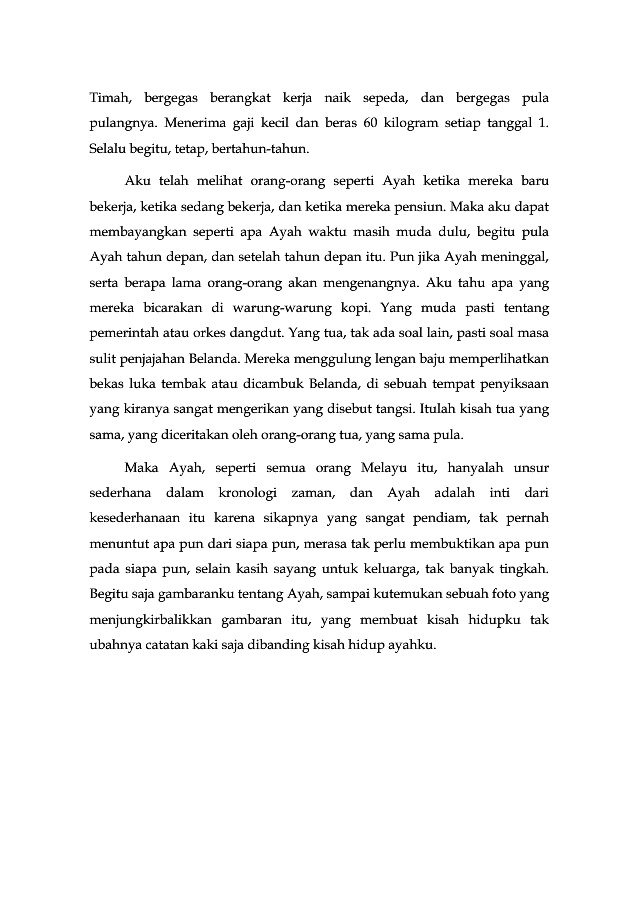 Timah, bergegas berangkat kerja naik sepeda, dan bergegas pula
pulangnya. Menerima gaji kecil dan beras 60 kilogram setiap tanggal 1.
Selalu begitu, tetap, bertahun-tahun.
Aku telah melihat orang-orang seperti Ayah ketika mereka baru
bekerja, ketika sedang bekerja, dan ketika mereka pensiun. Maka aku dapat
membayangkan seperti apa Ayah waktu masih muda dulu, begitu pula
Ayah tahun depan, dan setelah tahun depan itu. Pun jika Ayah meninggal,
serta berapa lama orang-orang akan mengenangnya. Aku tahu apa yang
mereka bicarakan di warung-warung kopi. Yang muda pasti tentang
pemerintah atau orkes dangdut. Yang tua, tak ada soal lain, pasti soal masa
sulit penjajahan Belanda. Mereka menggulung lengan baju memperlihatkan
bekas luka tembak atau dicambuk Belanda, di sebuah tempat penyiksaan
yang kiranya sangat mengerikan yang disebut tangsi. Itulah kisah tua yang
sama, yang diceritakan oleh orang-orang tua, yang sama pula.
Maka Ayah, seperti semua orang Melayu itu, hanyalah unsur
sederhana dalam kronologi zaman, dan Ayah adalah inti dari
kesederhanaan itu karena sikapnya yang sangat pendiam, tak pernah
menuntut apa pun dari siapa pun, merasa tak perlu membuktikan apa pun
pada siapa pun, selain kasih sayang untuk keluarga, tak banyak tingkah.
Begitu saja gambaranku tentang Ayah, sampai kutemukan sebuah foto yang
menjungkirbalikkan gambaran itu, yang membuat kisah hidupku tak
ubahnya catatan kaki saja dibanding kisah hidup ayahku.